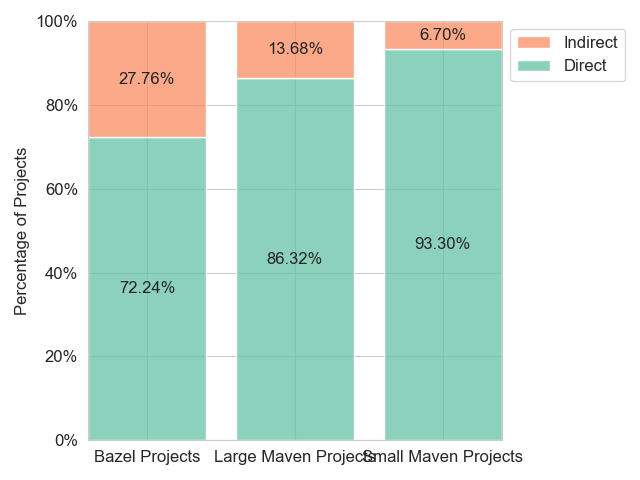 100%
80%
60%
40%
20%
0%
Percentage of Projects
27.76%
13.68%
6.70%
72.24%
86.32%
93.30%
Bazel Projects
Large Maven Projects
Small Maven Projects
Indirect
Direct